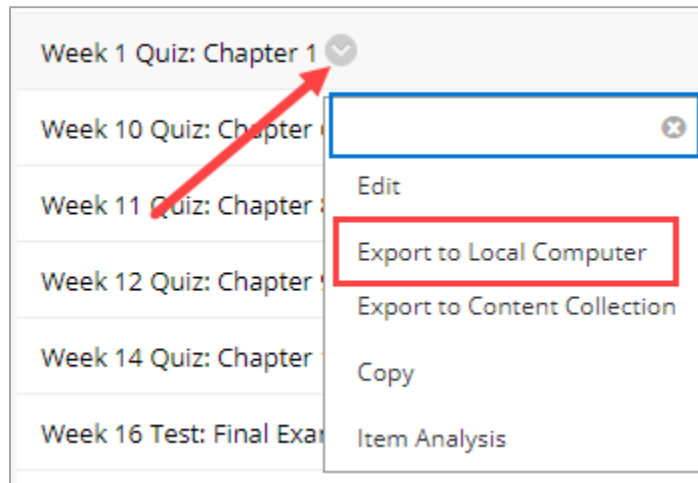 Week 1 Quiz: Chapter 1
Week 10 Quiz: Chapter
Week 11 Quiz: Chapter
Week 12 Quiz: Chapter
Week 14 Quiz: Chapter
Week 16 Test: Final
Edit
Export to Local Computer
Export to Content Collection
Copy
Item Analysis